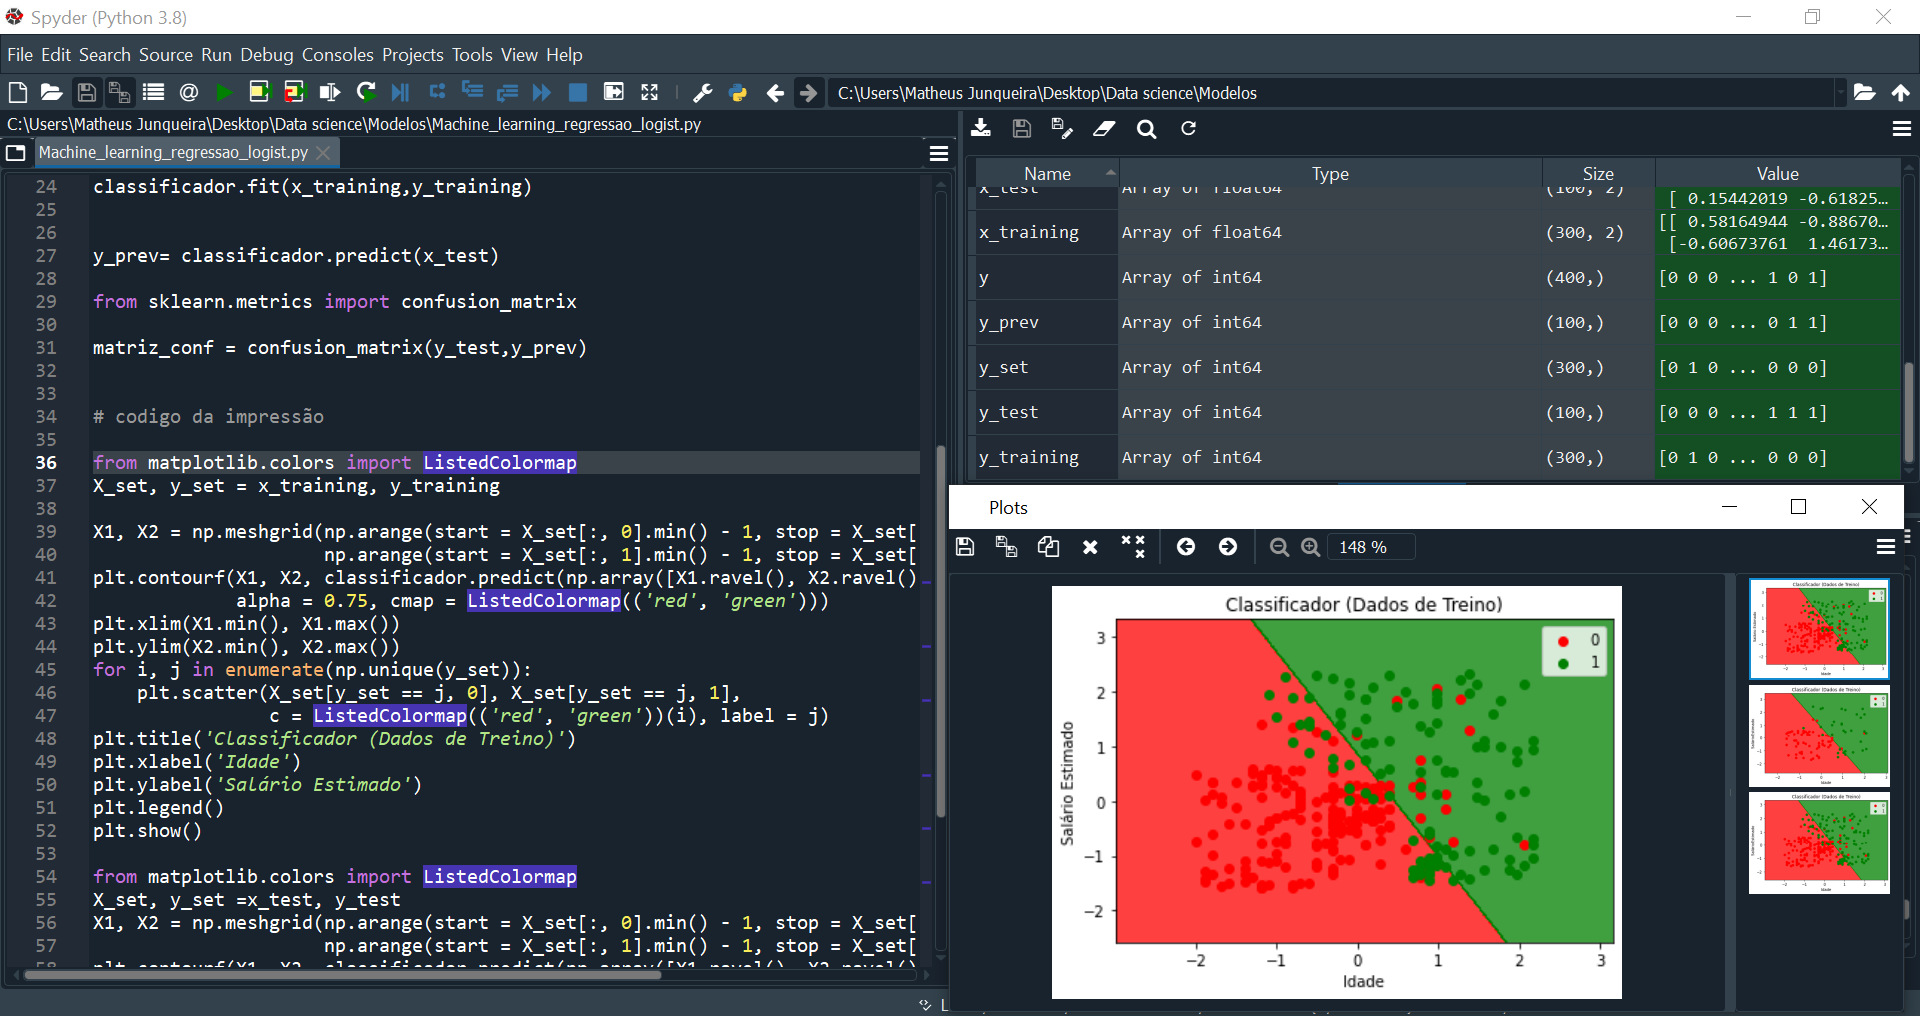 Spyder (Python 3.8)
File Edit Search Source Run Debug Consoles Projects Tools View Help
C:\Users\Matheus Junqueira\Desktop\Data science\Modelos
C:\Users\Matheus Junqueira\Desktop\Data science\Modelos\Machine_learning_regressao_logist.py
Machine_learning_regressao_logist.py
24 classificador.fit(x_training,y_training)
25
26
27 y_prev= classificador.predict(x_test)
28
29 from sklearn.metrics import confusion_matrix
30
31 matriz_conf = confusion_matrix(y_test,y_prev)
32
33
34 # codigo da impressão
35
36 from matplotlib.colors import ListedColormap
37 X_set, y_set = x_training, y_training
38
39 X1, X2 = np.meshgrid(np.arange(start = X_set[:, 0].min() - 1, stop = X_set[
40 np.arange(start = X_set[:, 1].min() - 1, stop = X_set[
41 plt.contourf(X1, X2, classificador.predict(np.array([X1.ravel(), X2.ravel()
42 alpha = 0.75, cmap = ListedColormap(('red', 'green')))
43 plt.xlim(X1.min(), X1.max())
44 plt.ylim(X2.min(), X2.max())
45 for i, j in enumerate(np.unique(y_set)):
46 plt.scatter(X_set[y_set == j, 0], X_set[y_set == j, 1],
47 c = ListedColormap(('red', 'green'))(i), label = j)
48 plt.title('Classificador (Dados de Treino)')
49 plt.xlabel('Idade')
50 plt.ylabel('Salário Estimado')
51 plt.legend()
52 plt.show()
53
54 from matplotlib.colors import ListedColormap
55 X_set, y_set =x_test, y_test
56 X1, X2 = np.meshgrid(np.arange(start = X_set[:, 0].min() - 1, stop = X_set[
57 np.arange(start = X_set[:, 1].min() - 1, stop = X_set[
Name Type Size Value
x_test Array of float64 (100, 2) [ 0.15442019 -0.61825…
x_training Array of float64 (300, 2) [[ 0.58164944 -0.88670…
[-0.60673761 1.46173…
y Array of int64 (400,) [0 0 0 ... 1 0 1]
y_prev Array of int64 (100,) [0 0 0 ... 0 1 1]
y_set Array of int64 (300,) [0 1 0 ... 0 0 0]
y_test Array of int64 (100,) [0 0 0 ... 1 1 1]
y_training Array of int64 (300,) [0 1 0 ... 0 0 0]
Plots
148 %
Classificador (Dados de Treino)
0
1
Salário Estimado
3
2
1
0
−1
−2
−2 −1 0 1 2 3
Idade